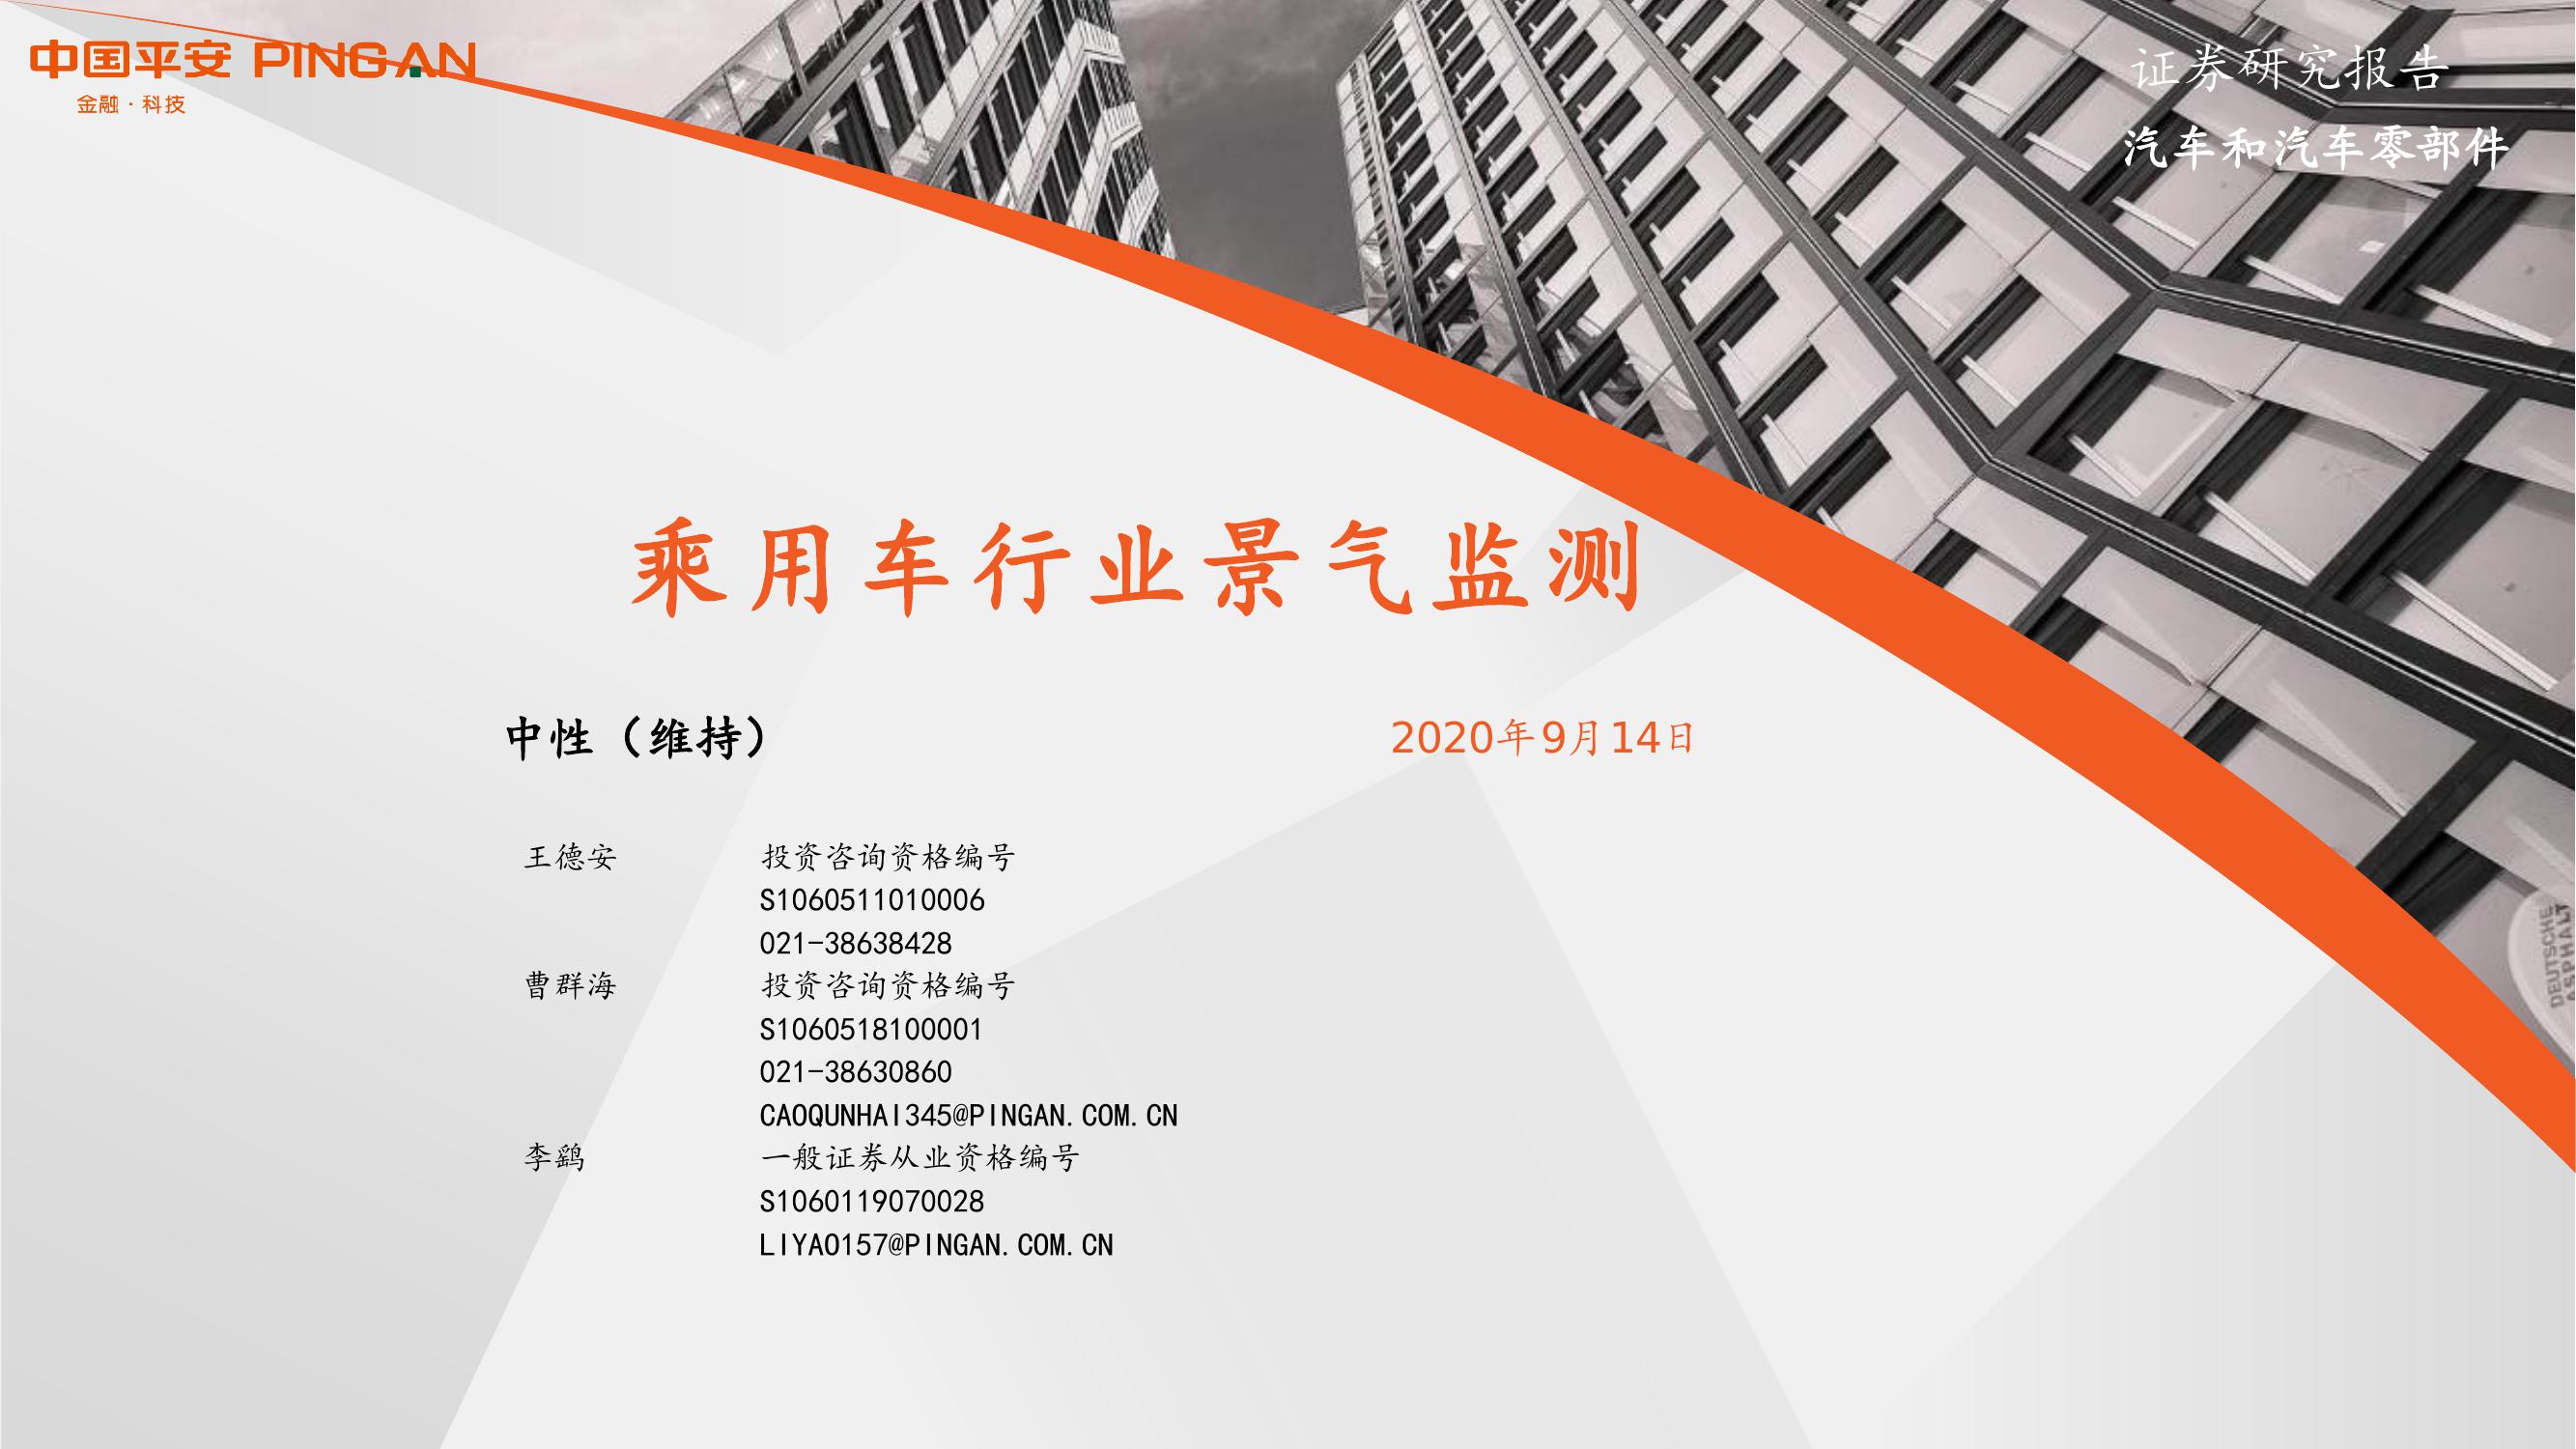 中国平安 PINGAN
金融·科技
证券研究报告
汽车和汽车零部件
乘用车行业景气监测
中性（维持）
2020年9月14日
王德安 投资咨询资格编号
S1060511010006
021-38638428
曹群海 投资咨询资格编号
S1060518100001
021-38630860
CAOQUNHAI345@PINGAN.COM.CN
李鹞 一般证券从业资格编号
S1060119070028
LIYAO157@PINGAN.COM.CN
DEUTSCHE
ASPHALT